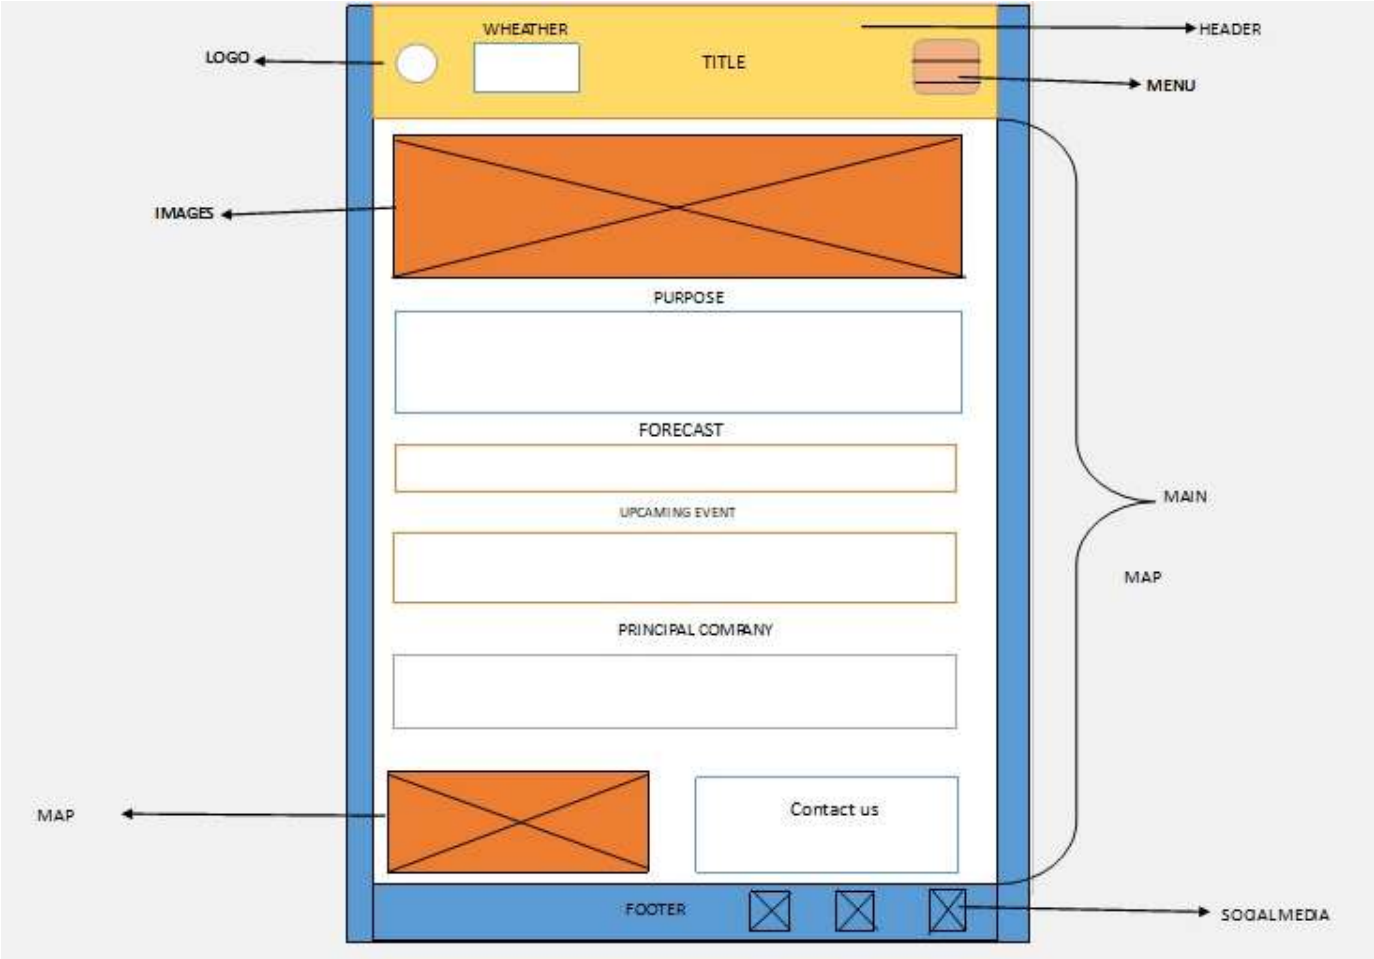 WHEATHER
HEADER
LOGO
TITLE
MENU
IMAGES
PURPOSE
FORECAST
MAIN
UPCAMING EVENT
MAP
PRINCIPAL COMPANY
Contact us
MAP
FOOTER
SOCIALMEDIA